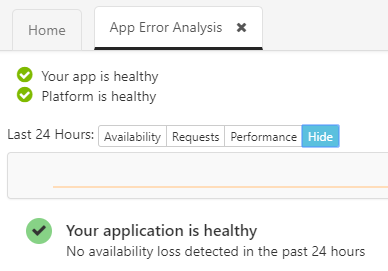 Home
App Error Analysis ✖
Your app is healthy
Platform is healthy
Last 24 Hours: Availability Requests Performance Hide
Your application is healthy
No availability loss detected in the past 24 hours